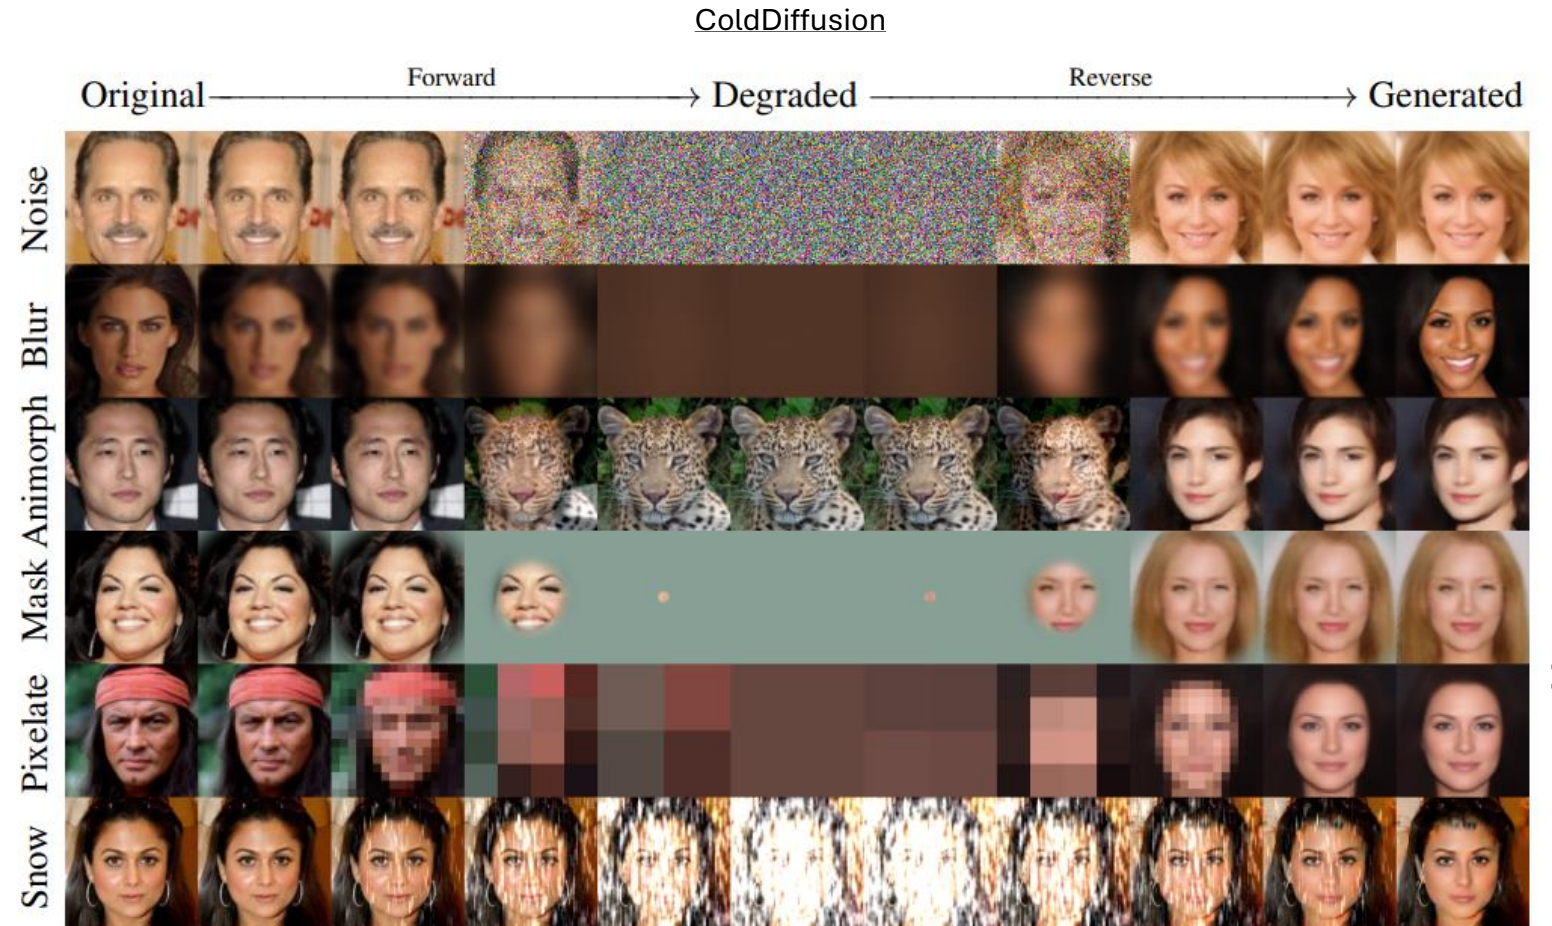 ColdDiffusion
Original Forward Degraded Reverse Generated
Noise
Blur
Animorph
Mask
Pixelate
Snow